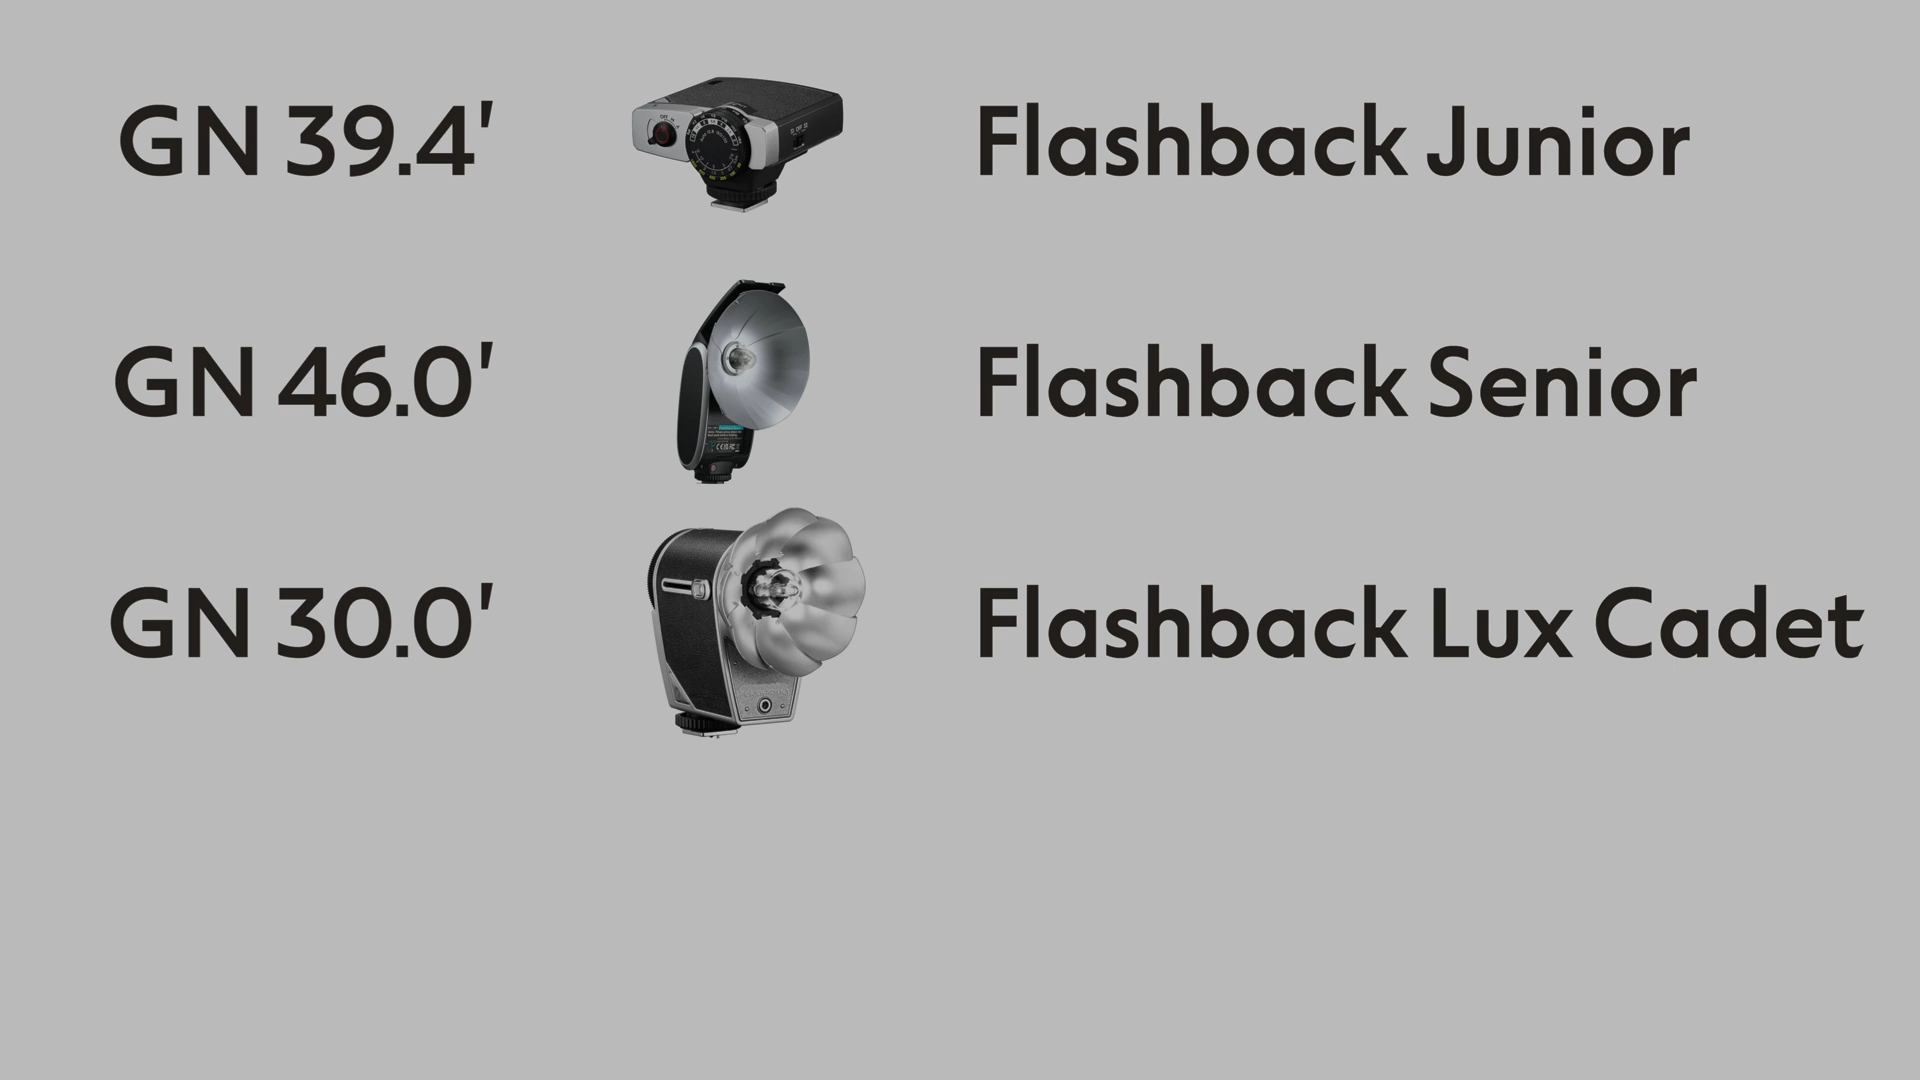 GN 39.4' Flashback Junior
GN 46.0' Flashback Senior
GN 30.0' Flashback Lux Cadet